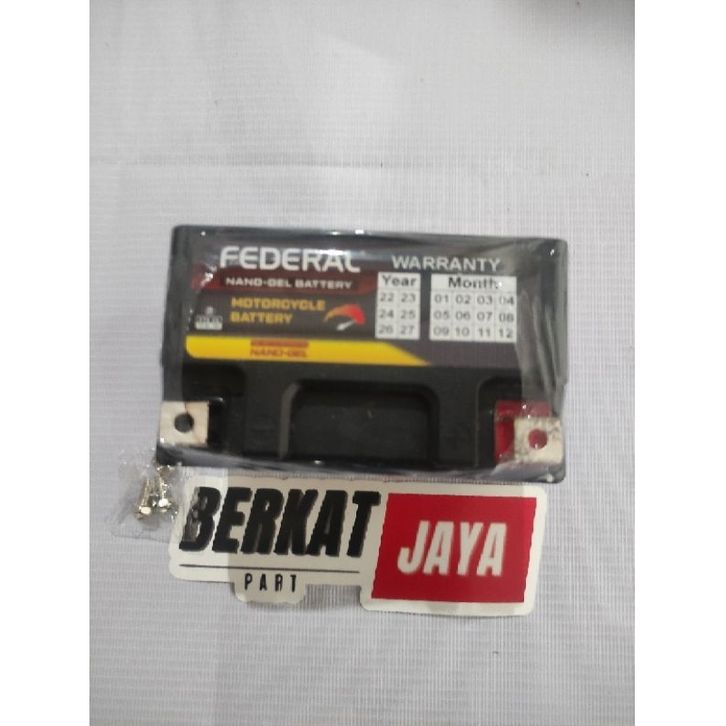 FEDERAL
NANO-GEL BATTERY
MOTORCYCLE
BATTERY
NANO-GEL
WARRANTY
Year Month
22 23 01 02 03 04
24 25 05 06 07 08
26 27 09 10 11 12
BERKAT
JAYA
PART